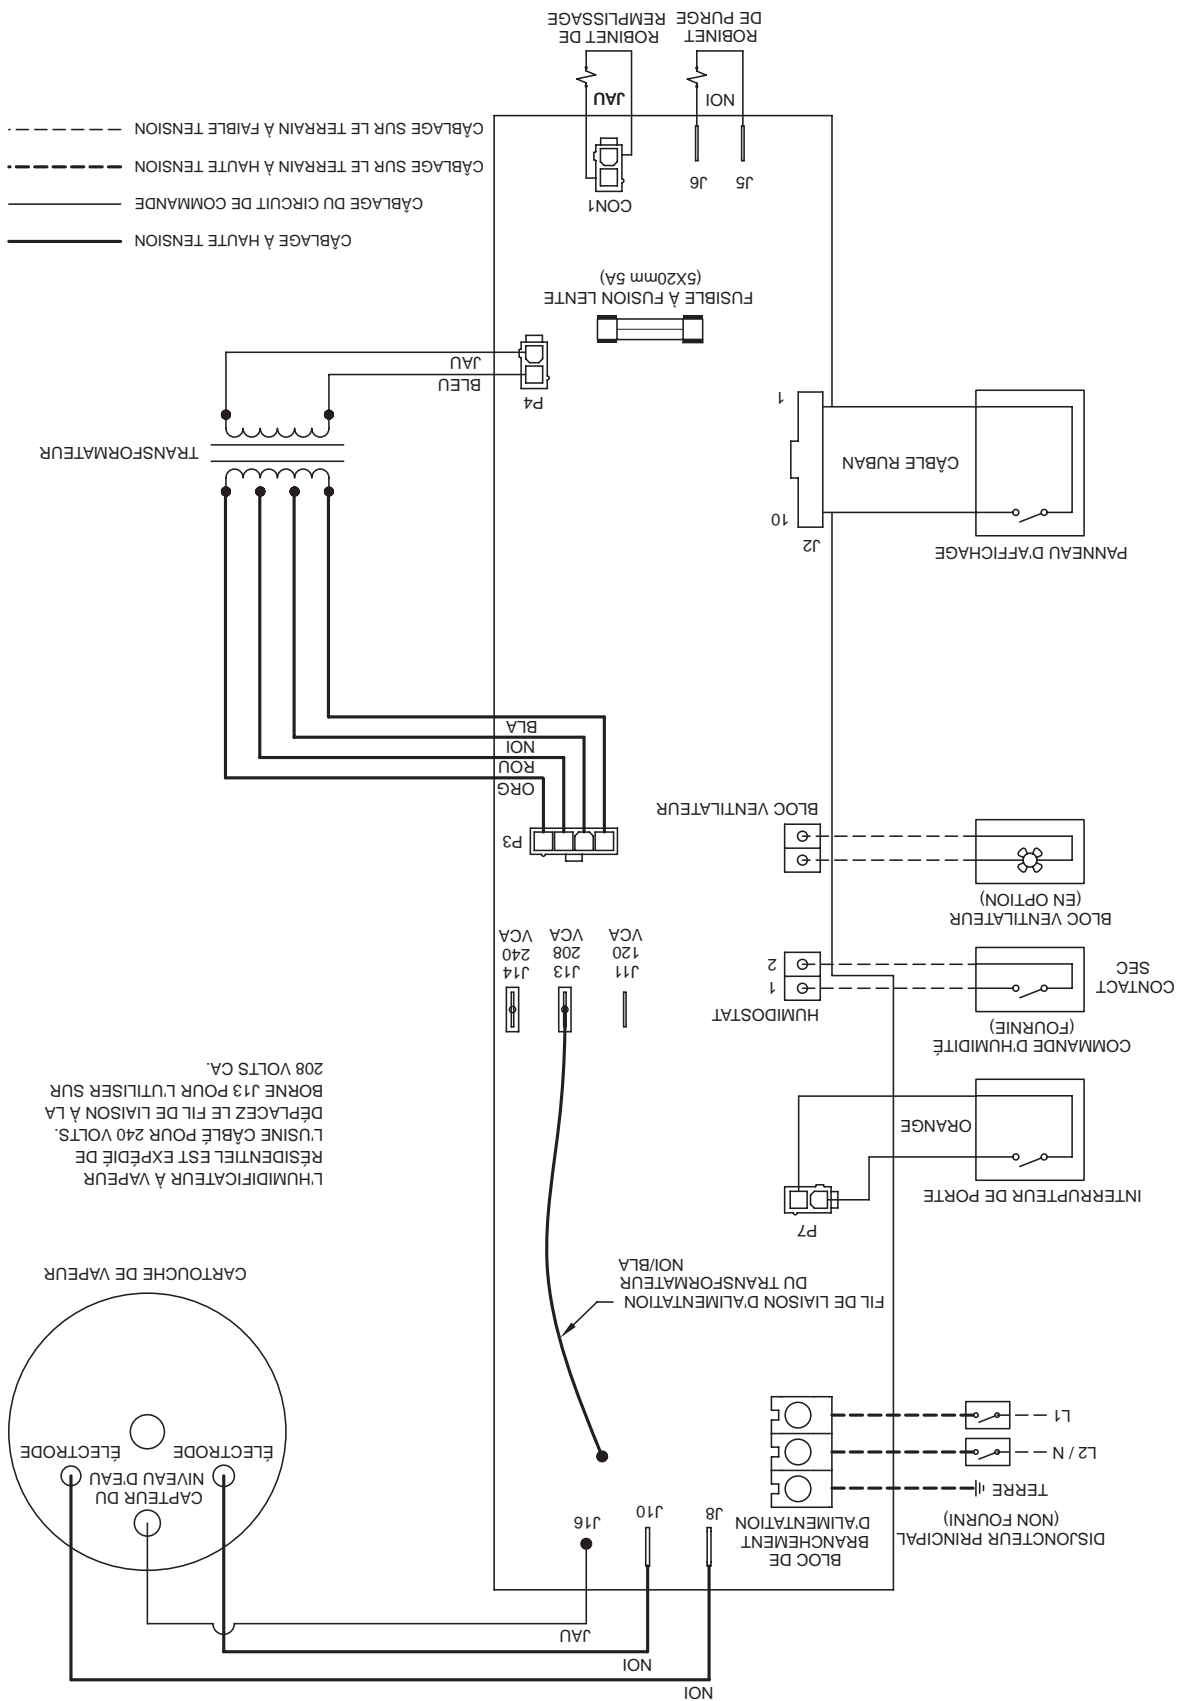 NOI
NOI
JAU
DISJONCTEUR PRINCIPAL
(NON FOURNI)
TERRE
L2 / N
L1
BLOC DE
BRANCHEMENT
D'ALIMENTATION
J8
J10
J16
CAPTEUR DU
NIVEAU D'EAU
ÉLECTRODE
ÉLECTRODE
CARTOUCHE DE VAPEUR
FIL DE LIAISON D'ALIMENTATION
DU TRANSFORMATEUR
NOI/BLA
P7
INTERRUPTEUR DE PORTE
ORANGE
L'HUMIDIFICATEUR À VAPEUR
RÉSIDENTIEL EST EXPÉDIÉ DE
L'USINE CÂBLÉ POUR 240 VOLTS.
DÉPLACEZ LE FIL DE LIAISON À LA
BORNE J13 POUR L'UTILISER SUR
208 VOLTS CA.
COMMANDE D'HUMIDITÉ
(FOURNIE)
CONTACT
SEC
HUMIDOSTAT
1
2
J11
120
VCA
J13
208
VCA
J14
240
VCA
BLOC VENTILATEUR
(EN OPTION)
BLOC VENTILATEUR
P3
ORG
ROU
NOI
BLA
PANNEAU D'AFFICHAGE
CÂBLE RUBAN
J2
10
1
TRANSFORMATEUR
P4
BLEU
JAU
FUSIBLE À FUSION LENTE
(5X20mm 5A)
CÂBLAGE À HAUTE TENSION
CÂBLAGE DU CIRCUIT DE COMMANDE
CÂBLAGE SUR LE TERRAIN À HAUTE TENSION
CÂBLAGE SUR LE TERRAIN À FAIBLE TENSION
J5
J6
CON1
NOI
JAU
ROBINET
DE PURGE
ROBINET DE
REMPLISSAGE